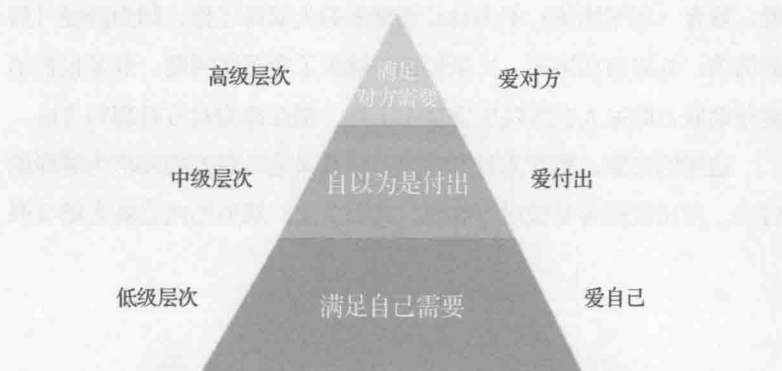 高级层次
满足
对方需要
爱对方
中级层次
自以为是付出
爱付出
低级层次
满足自己需要
爱自己